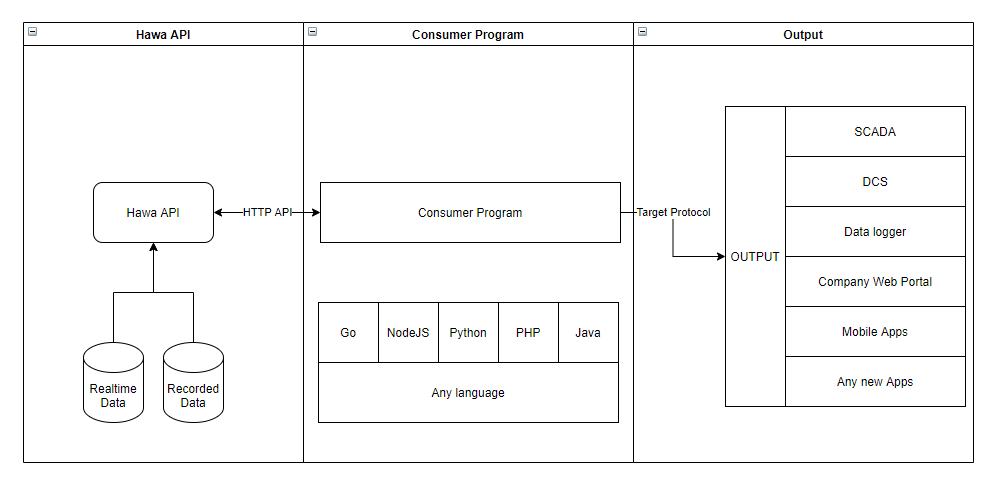 Hawa API
Consumer Program
Output
Hawa API
HTTP API
Consumer Program
Target Protocol
Realtime
Data
Recorded
Data
Go
NodeJS
Python
PHP
Java
Any language
OUTPUT
SCADA
DCS
Data logger
Company Web Portal
Mobile Apps
Any new Apps